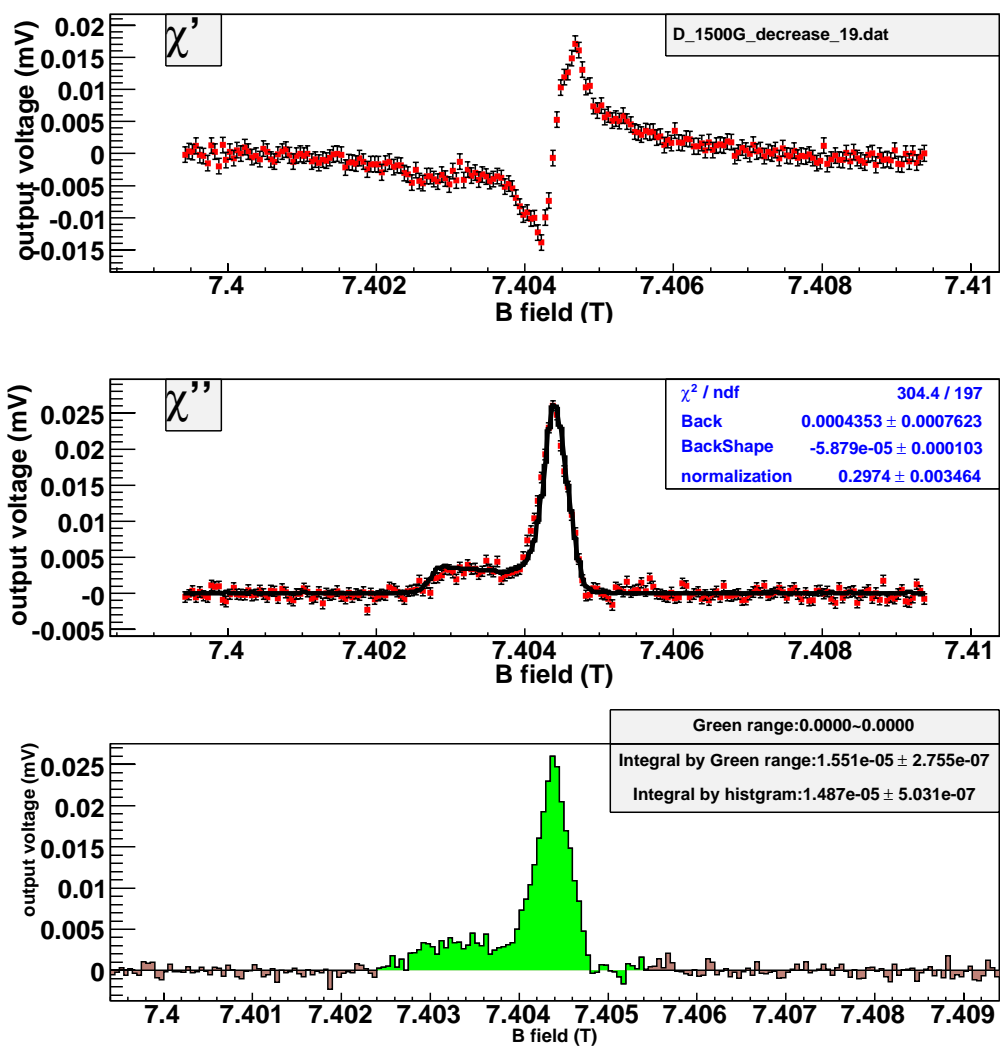 χ’
D_1500G_decrease_19.dat
output voltage (mV)
0.02
0.015
0.01
0.005
0
-0.005
-0.01
-0.015
7.4 7.402 7.404 7.406 7.408 7.41
B field (T)
χ’’
χ² / ndf 304.4 / 197
Back 0.0004353 ± 0.0007623
BackShape -5.879e-05 ± 0.000103
normalization 0.2974 ± 0.003464
output voltage (mV)
0.025
0.02
0.015
0.01
0.005
-0
-0.005
7.4 7.402 7.404 7.406 7.408 7.41
B field (T)
Green range:0.0000~0.0000
Integral by Green range:1.551e-05 ± 2.755e-07
Integral by histgram:1.487e-05 ± 5.031e-07
output voltage (mV)
0.025
0.02
0.015
0.01
0.005
0
7.4 7.401 7.402 7.403 7.404 7.405 7.406 7.407 7.408 7.409
B field (T)